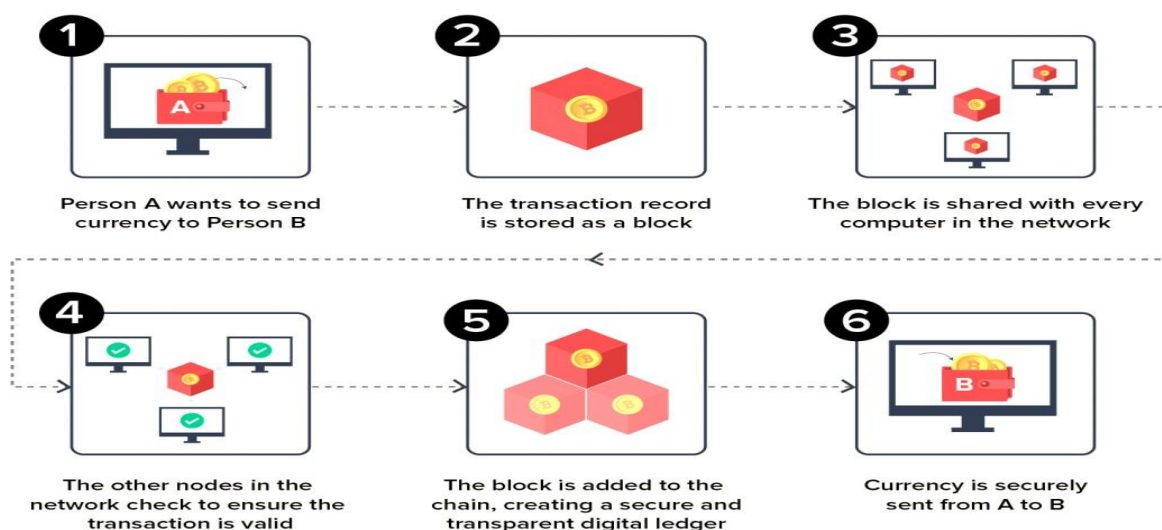 1
Person A wants to send
currency to Person B
2
The transaction record
is stored as a block
3
The block is shared with every
computer in the network
4
The other nodes in the
network check to ensure the
transaction is valid
5
The block is added to the
chain, creating a secure and
transparent digital ledger
6
Currency is securely
sent from A to B
A
B